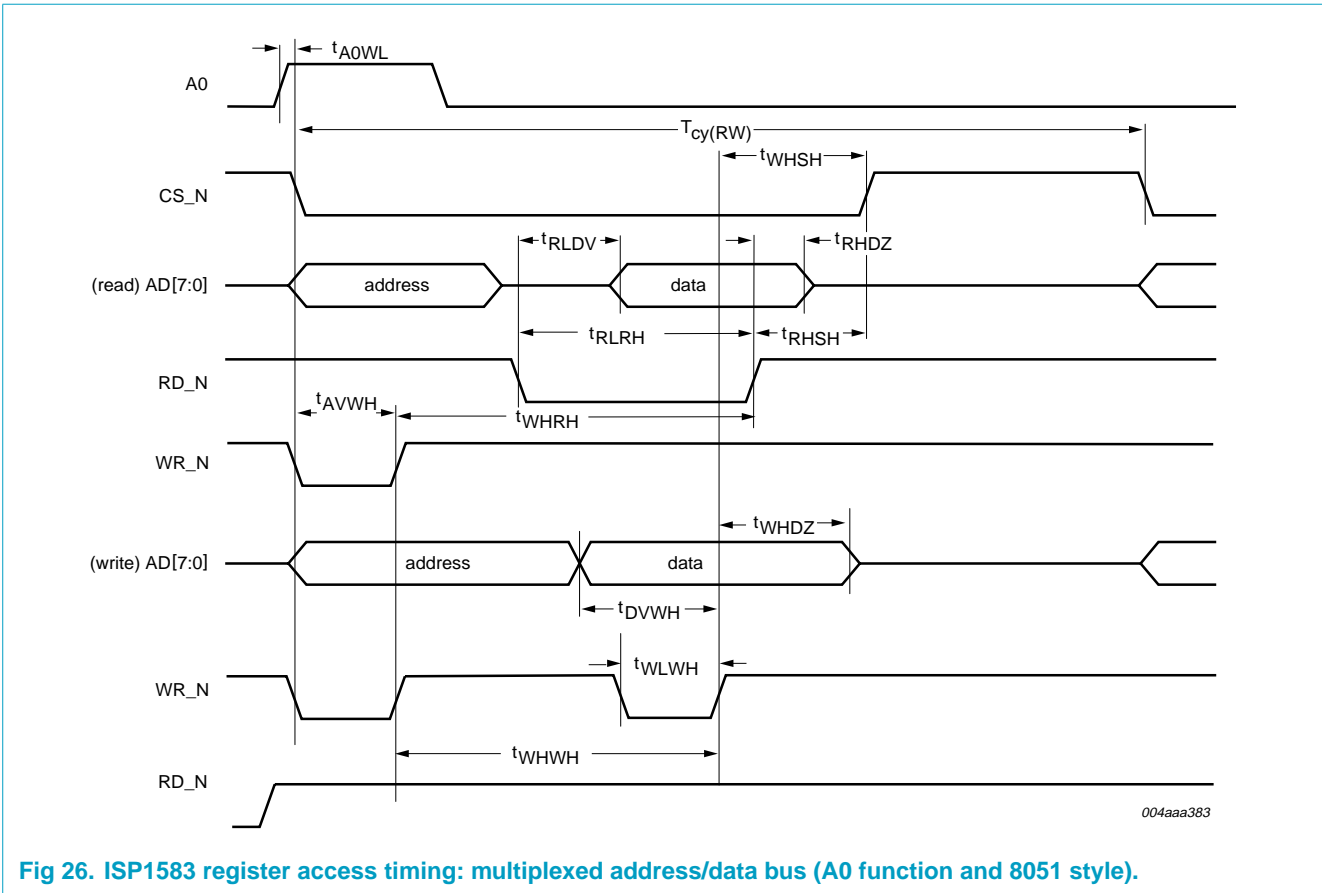 tA0WL
A0
Tcy(RW)
tWHSH
CS_N
tRLDV
tRHDZ
(read) AD[7:0]
address
data
tRLRH
tRHSH
RD_N
tAVWH
tWHRH
WR_N
tWHDZ
(write) AD[7:0]
address
data
tDVWH
tWLWH
WR_N
tWHWH
RD_N
004aaa383
Fig 26. ISP1583 register access timing: multiplexed address/data bus (A0 function and 8051 style).